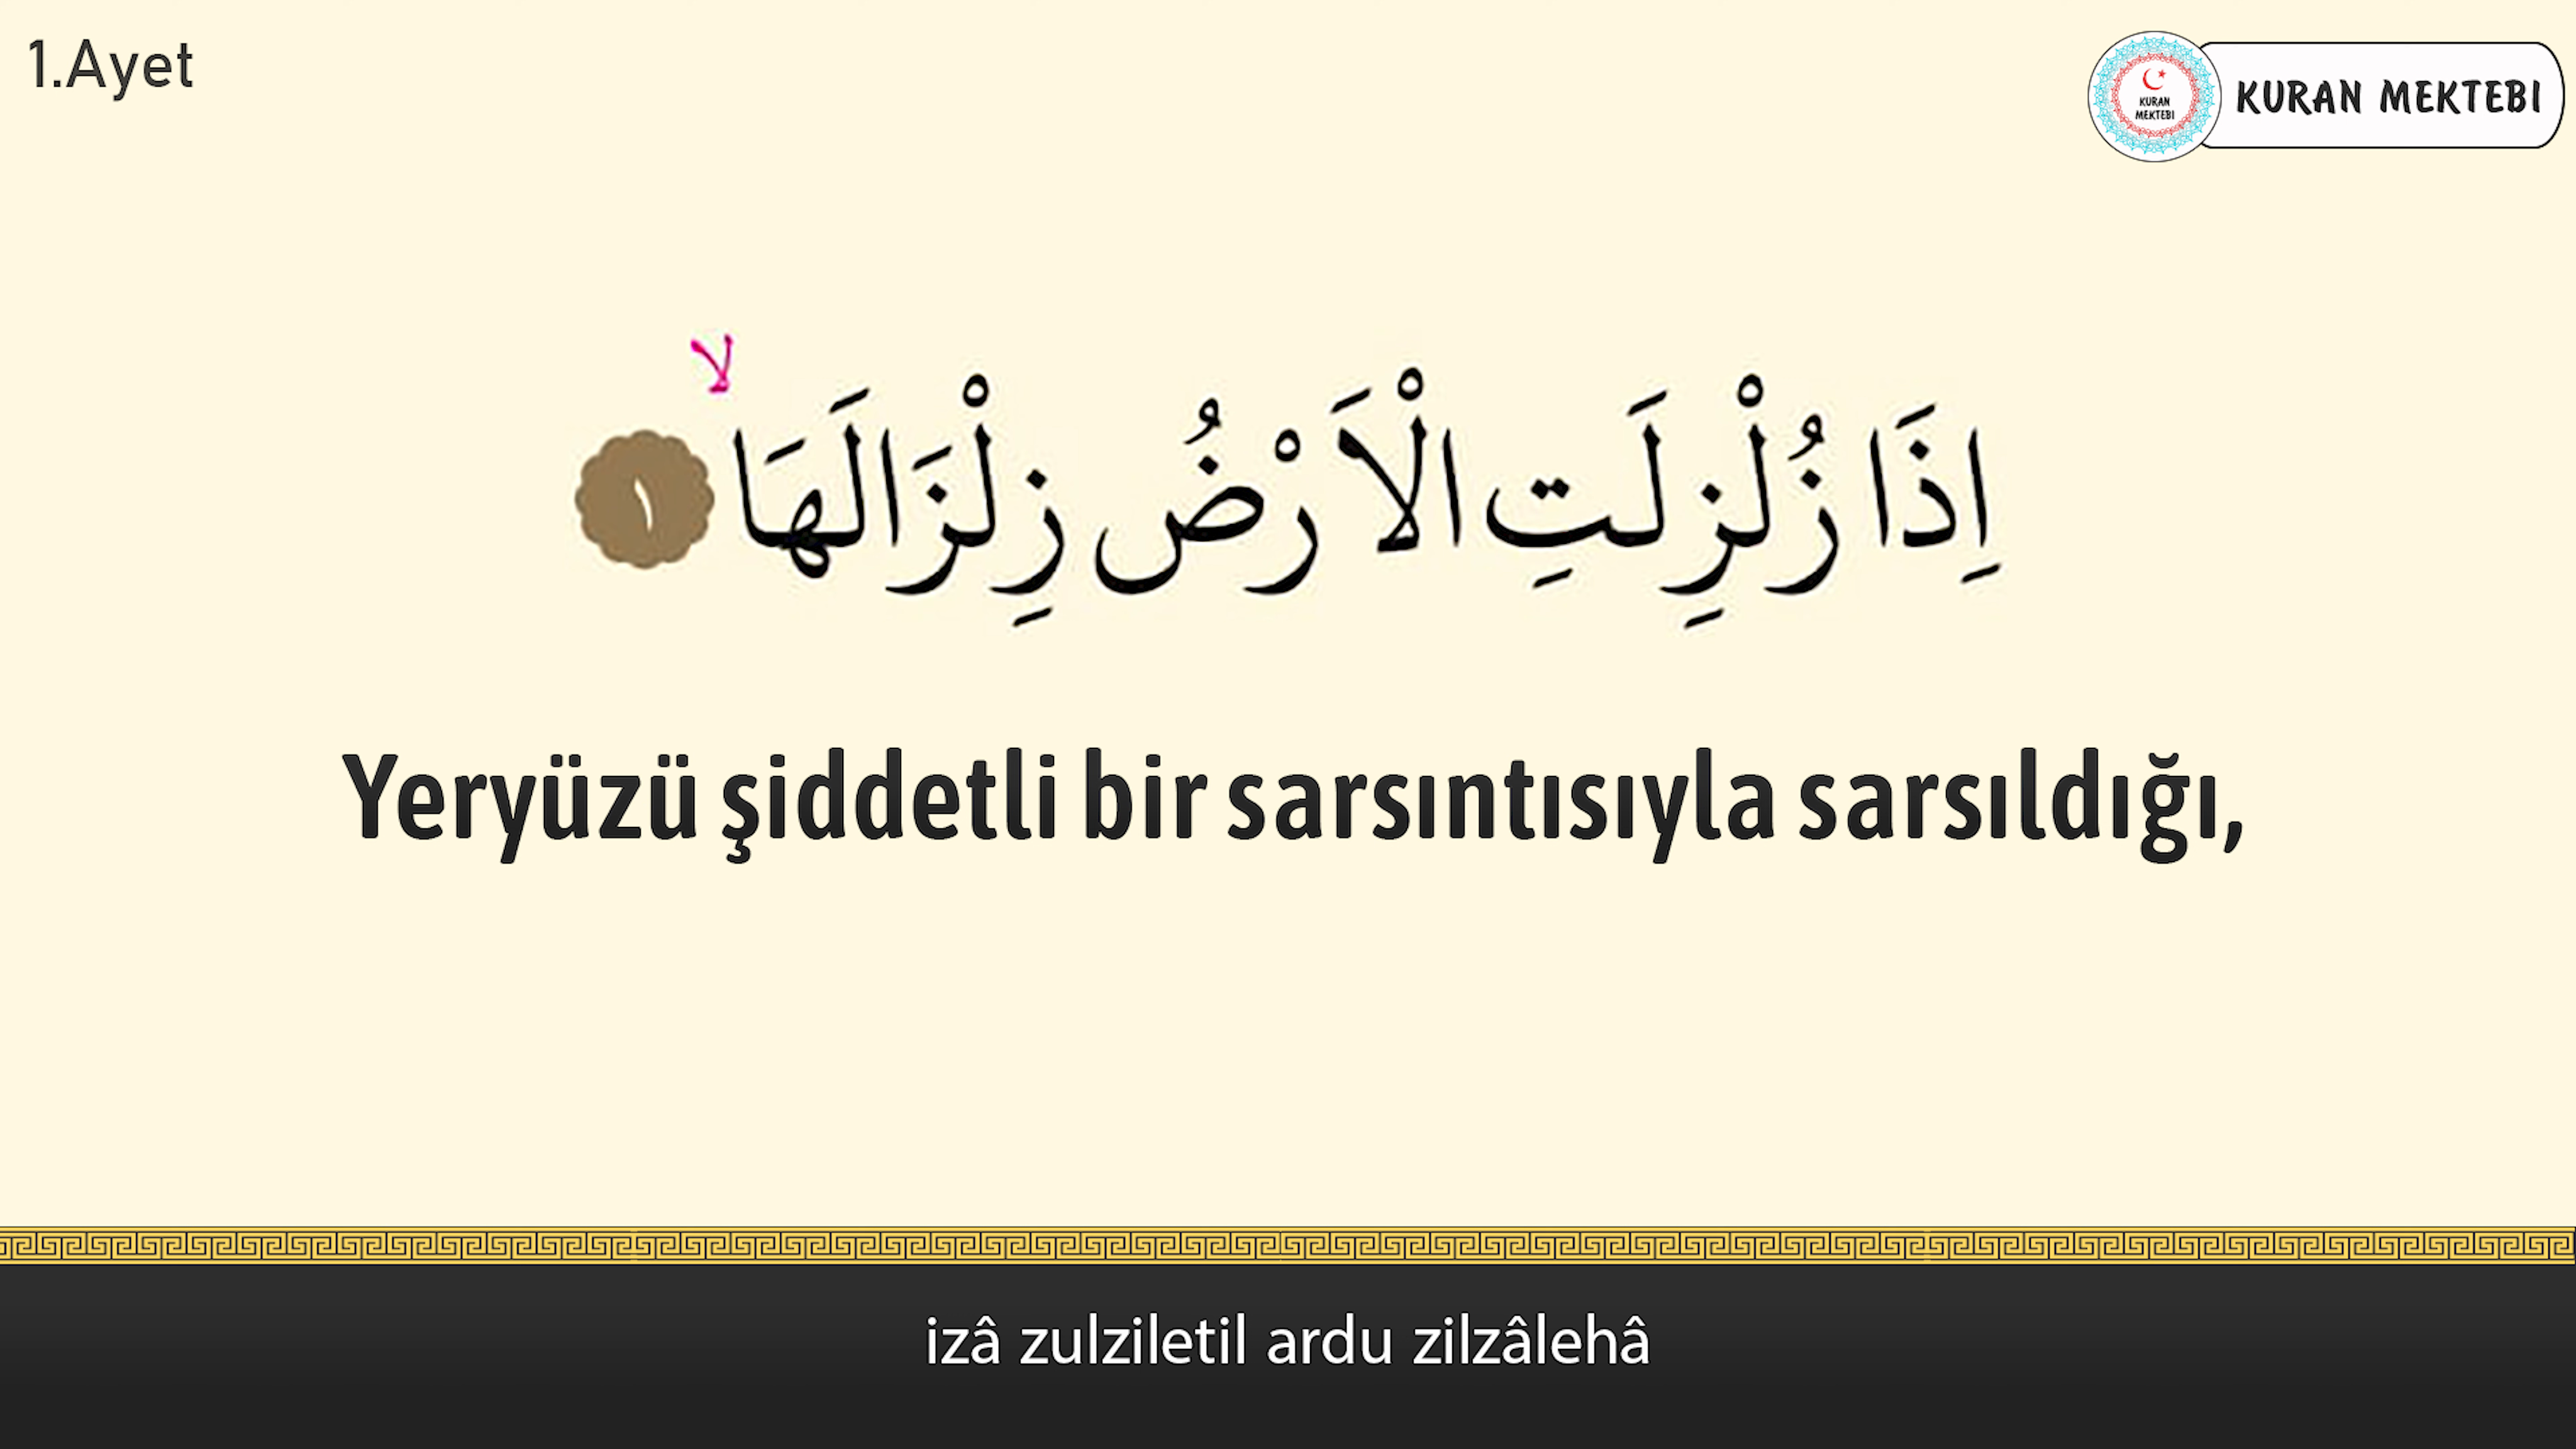 1.Ayet
KURAN
MEKTEBI
KURAN MEKTEBI
لا
اِذَا زُلْزِلَتِ الْاَرْضُ زِلْزَالَهَا ١
Yeryüzü şiddetli bir sarsıntısıyla sarsıldığı,
izâ zulziletil ardu zilzâlehâ